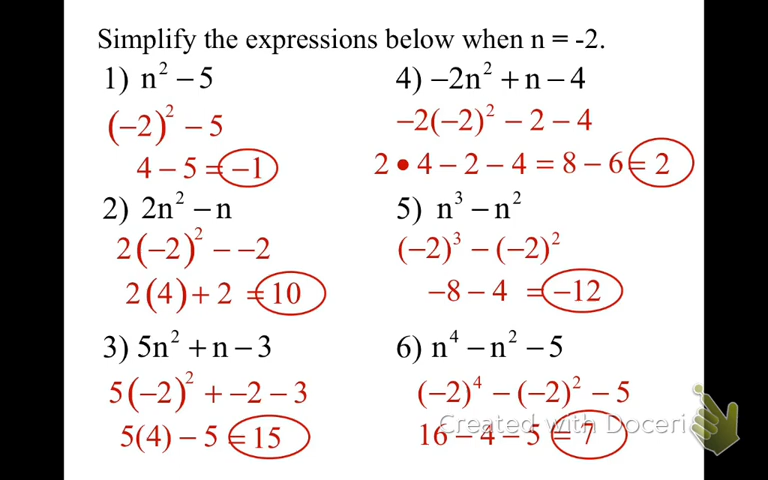 Simplify the expressions below when n = -2.
1) n² – 5
(–2)² – 5
4 – 5 = –1
2) 2n² – n
2(–2)² – –2
2(4) + 2 = 10
3) 5n² + n – 3
5(–2)² + –2 – 3
5(4) – 5 = 15
4) –2n² + n – 4
–2(–2)² – 2 – 4
2 • 4 – 2 – 4 = 8 – 6 = 2
5) n³ – n²
(–2)³ – (–2)²
–8 – 4 = –12
6) n⁴ – n² – 5
(–2)⁴ – (–2)² – 5
16 – 4 – 5 = 7
Created with Doceri